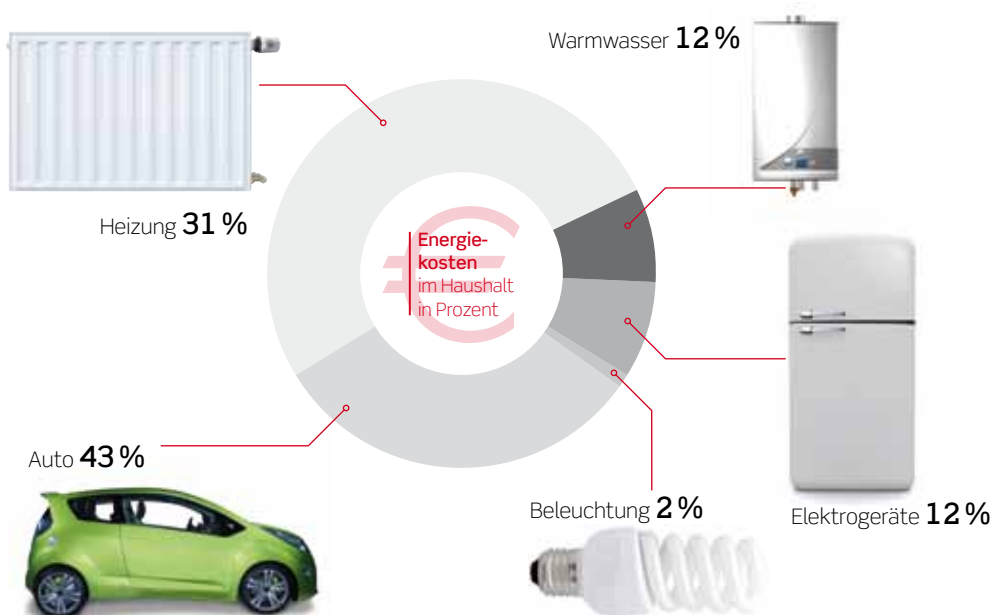 Warmwasser 12 %
Heizung 31 %
Energie-
kosten
im Haushalt
in Prozent
Auto 43 %
Beleuchtung 2 %
Elektrogeräte 12 %